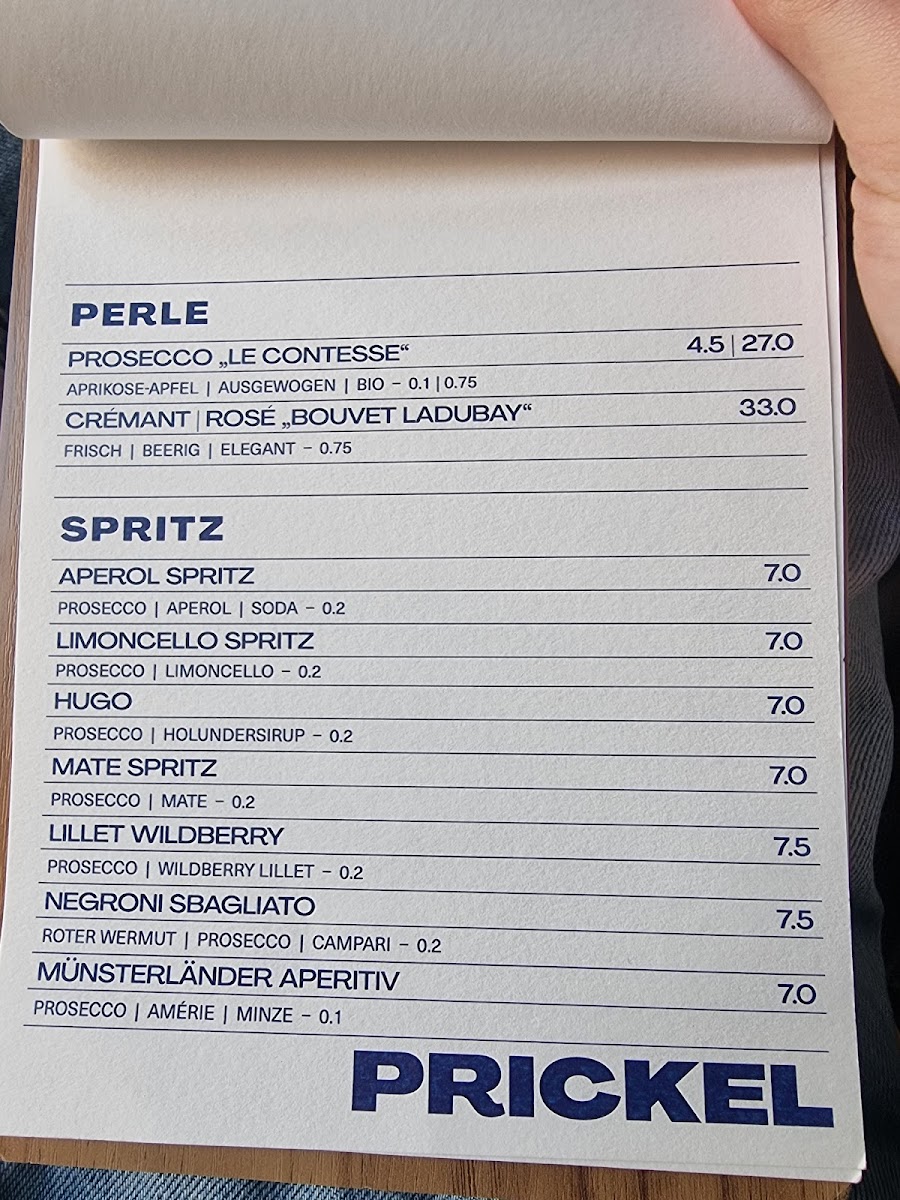 PERLE
PROSECCO „LE CONTESSE“ 4.5 | 27.0
APRIKOSE-APFEL | AUSGEWOGEN | BIO – 0.1 | 0.75
CRÉMANT | ROSÉ „BOUVET LADUBAY“ 33.0
FRISCH | BEERIG | ELEGANT – 0.75
SPRITZ
APEROL SPRITZ 7.0
PROSECCO | APEROL | SODA – 0.2
LIMONCELLO SPRITZ 7.0
PROSECCO | LIMONCELLO – 0.2
HUGO 7.0
PROSECCO | HOLUNDERSIRUP – 0.2
MATE SPRITZ 7.0
PROSECCO | MATE – 0.2
LILLET WILDBERRY 7.5
PROSECCO | WILDBERRY LILLET – 0.2
NEGRONI SBAGLIATO 7.5
ROTER WERMUT | PROSECCO | CAMPARI – 0.2
MÜNSTERLÄNDER APERITIV 7.0
PROSECCO | AMÉRIE | MINZE – 0.1
PRICKEL